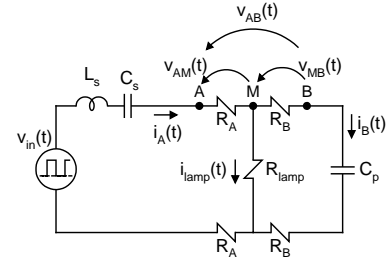 v_AB(t)
L_s C_s v_AM(t) v_MB(t)
A M B
v_in(t) i_A(t) R_A R_B i_B(t)
i_lamp(t) R_lamp C_p
R_A R_B